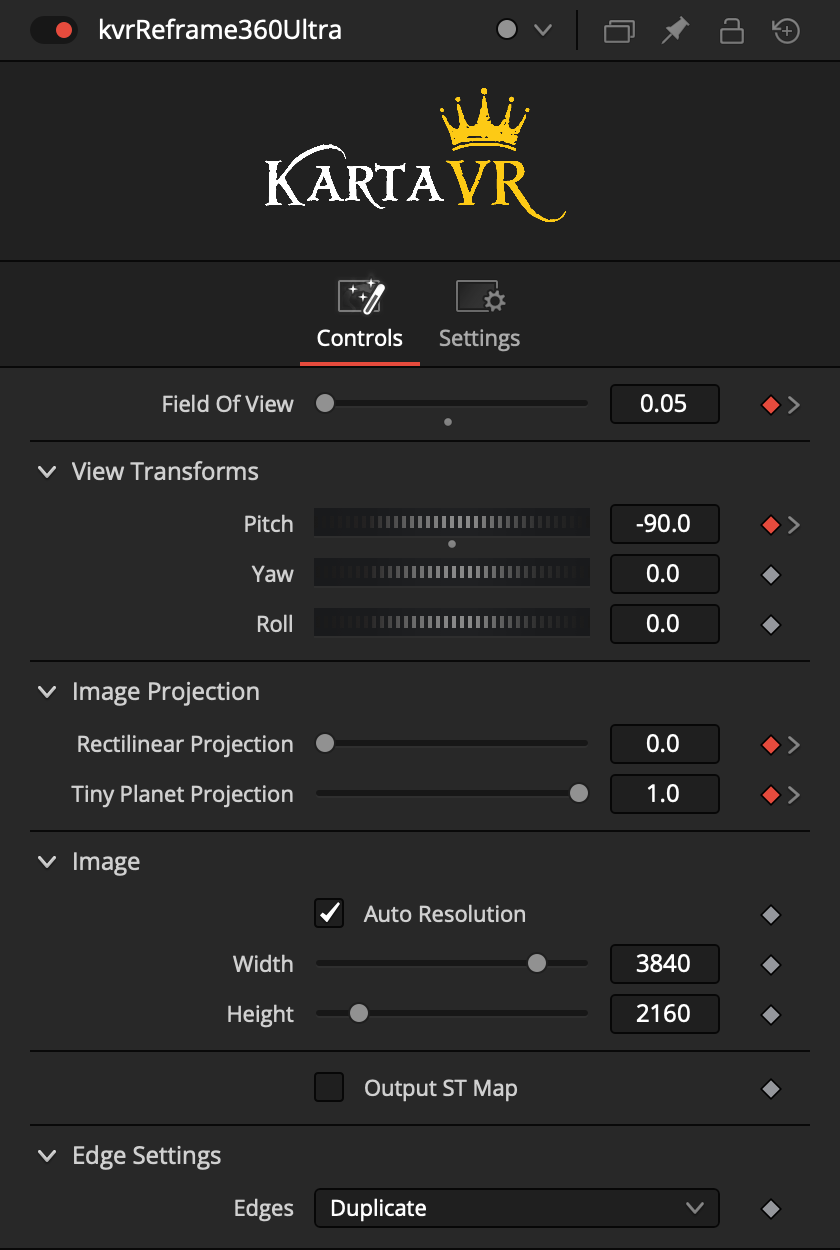 kvrReframe360Ultra
KARTAVR
Controls Settings
Field Of View 0.05
View Transforms
Pitch -90.0
Yaw 0.0
Roll 0.0
Image Projection
Rectilinear Projection 0.0
Tiny Planet Projection 1.0
Image
Auto Resolution
Width 3840
Height 2160
Output ST Map
Edge Settings
Edges Duplicate